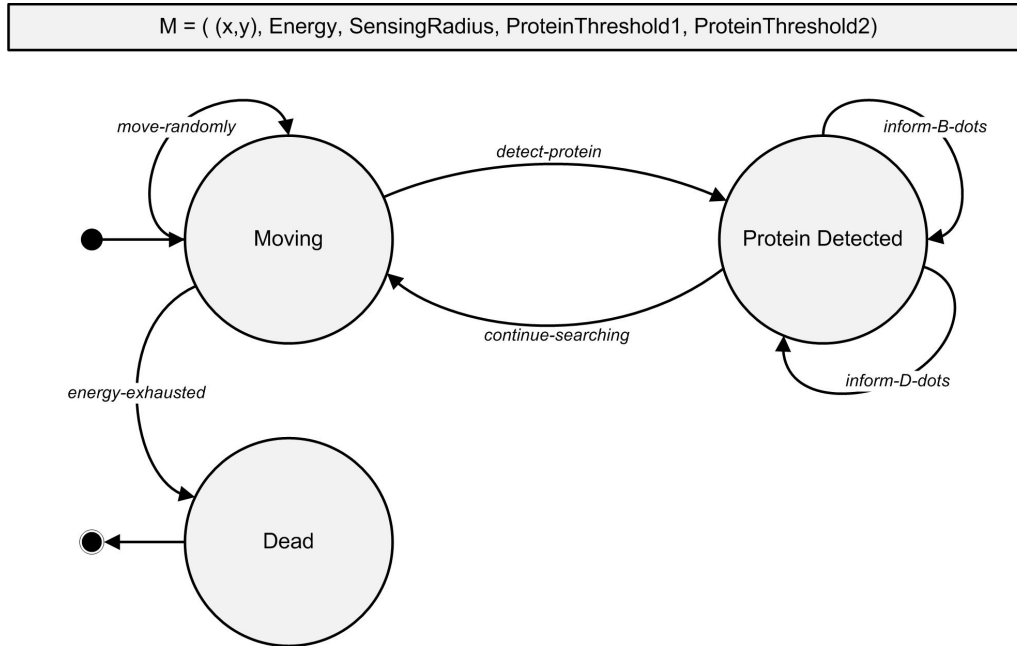 M = ( (x,y), Energy, SensingRadius, ProteinThreshold1, ProteinThreshold2)
move-randomly
inform-B-dots
detect-protein
Moving
Protein Detected
continue-searching
inform-D-dots
energy-exhausted
Dead